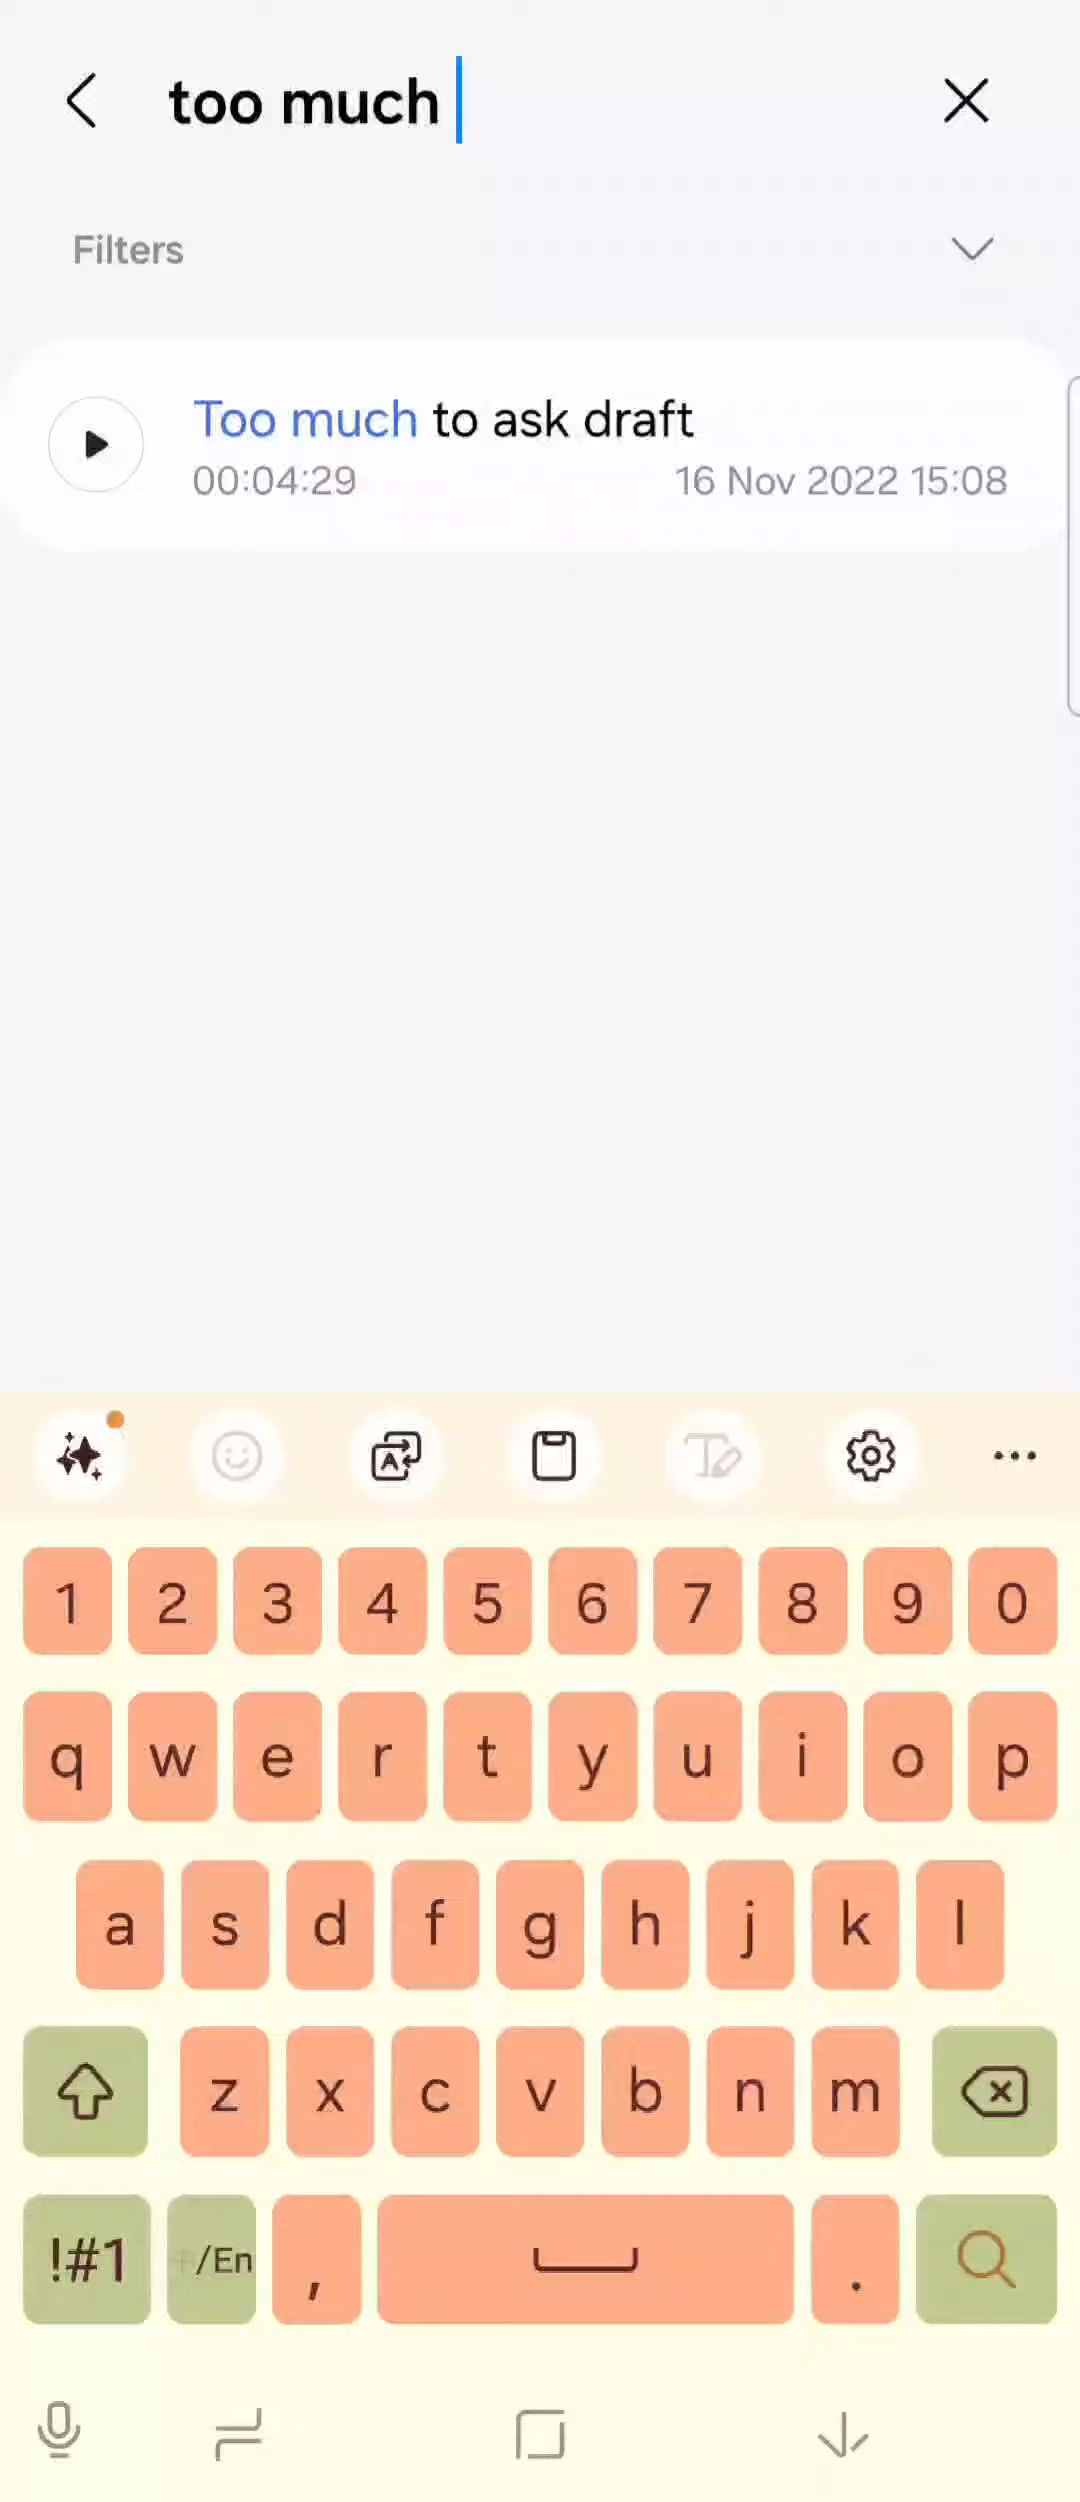 too much
Filters
Too much to ask draft
00:04:29 16 Nov 2022 15:08
1 2 3 4 5 6 7 8 9 0
q w e r t y u i o p
a s d f g h j k l
z x c v b n m
!#1 /En , .